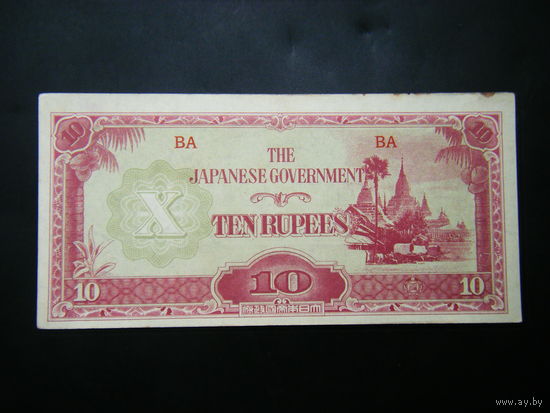 10 10
BA BA
THE
JAPANESE GOVERNMENT
X
TEN RUPEES
10
10 10
www.ay.by